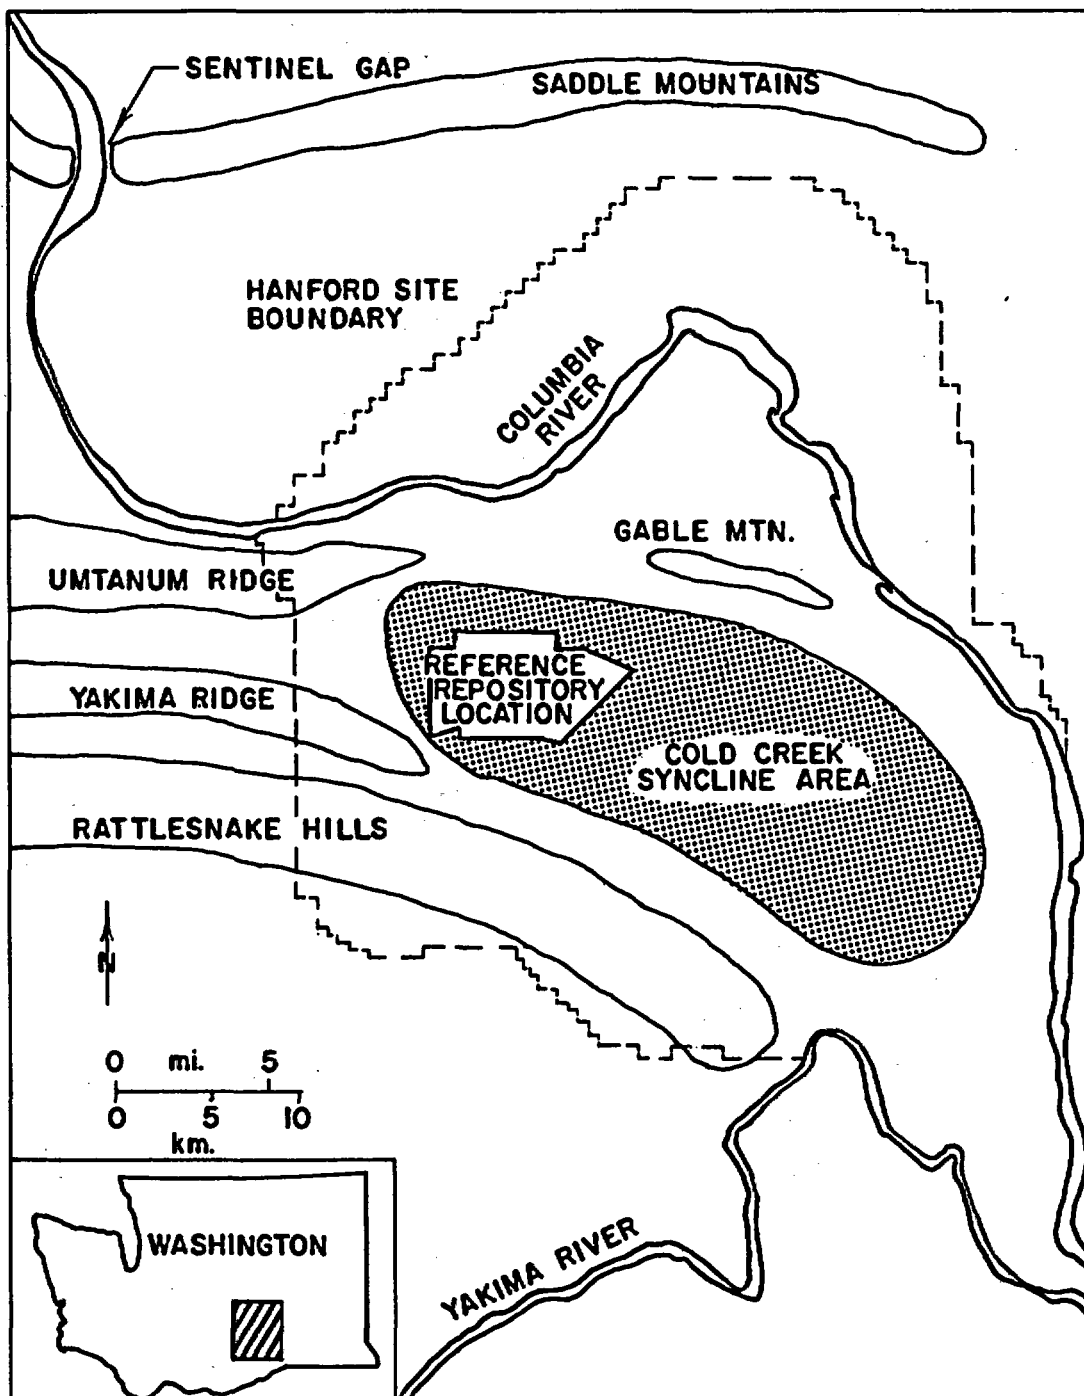 SENTINEL GAP
SADDLE MOUNTAINS
HANFORD SITE
BOUNDARY
COLUMBIA
RIVER
GABLE MTN.
UMTANUM RIDGE
REFERENCE
REPOSITORY
LOCATION
YAKIMA RIDGE
COLD CREEK
SYNCLINE AREA
RATTLESNAKE HILLS
N
0 mi. 5
0 5 10
km.
WASHINGTON
YAKIMA RIVER